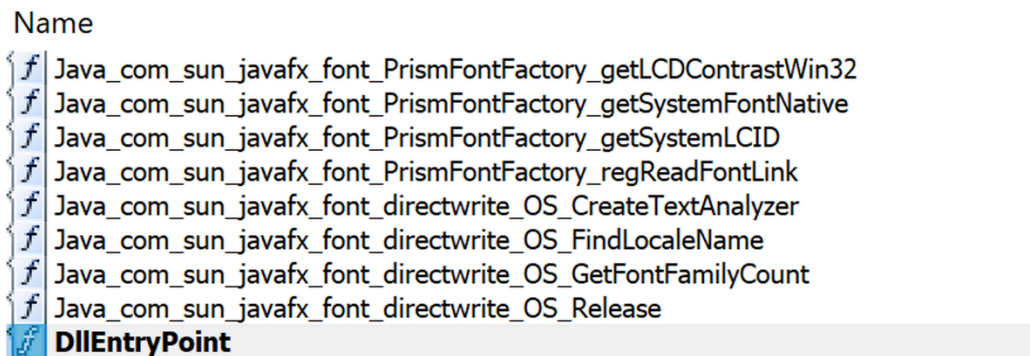 Name
Java_com_sun_javafx_font_PrismFontFactory_getLCDContrastWin32
Java_com_sun_javafx_font_PrismFontFactory_getSystemFontNative
Java_com_sun_javafx_font_PrismFontFactory_getSystemLCID
Java_com_sun_javafx_font_PrismFontFactory_regReadFontLink
Java_com_sun_javafx_font_directwrite_OS_CreateTextAnalyzer
Java_com_sun_javafx_font_directwrite_OS_FindLocaleName
Java_com_sun_javafx_font_directwrite_OS_GetFontFamilyCount
Java_com_sun_javafx_font_directwrite_OS_Release
DllEntryPoint